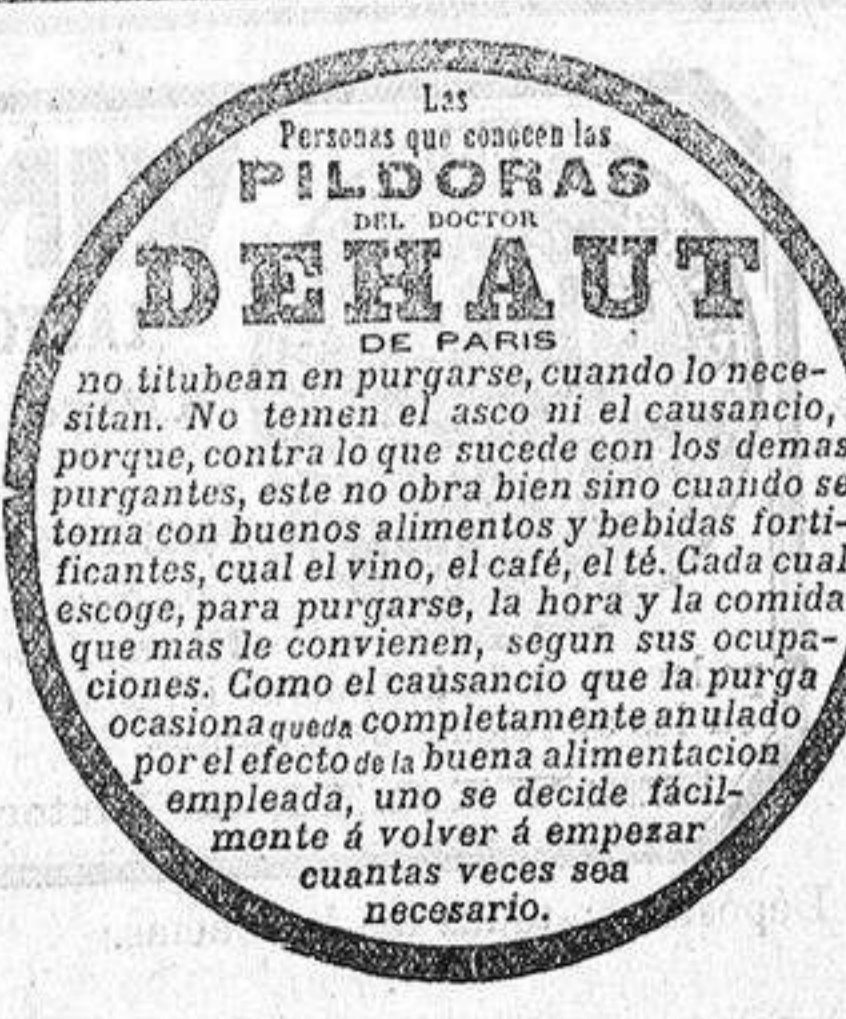 Las
Personas que conocen las
PILDORAS
DEL DOCTOR
DEHAUT
DE PARIS
no titubean en purgarse, cuando lo nece-
sitan. No temen el asco ni el causancio,
porque, contra lo que sucede con los demas
purgantes, este no obra bien sino cuando se
toma con buenos alimentos y bebidas forti-
ficantes, cual el vino, el café, el té. Cada cual
escoge, para purgarse, la hora y la comida
que mas le convienen, segun sus ocupa-
ciones. Como el causancio que la purga
ocasiona queda completamente anulado
por el efecto de la buena alimentacion
empleada, uno se decide fácil-
mente á volver á empezar
cuantas veces sea
necesario.